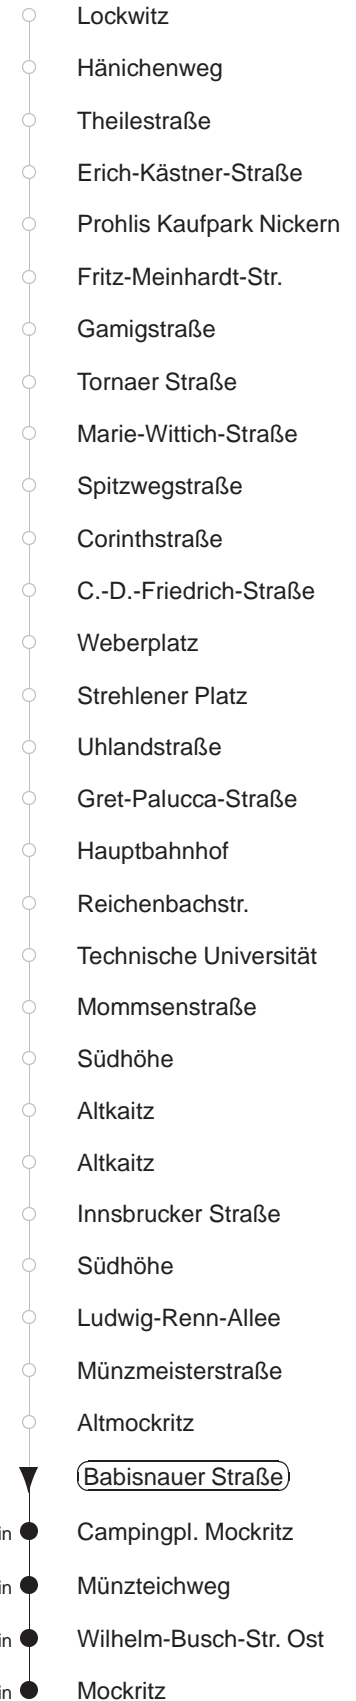 Lockwitz
Hänichenweg
Theilestraße
Erich-Kästner-Straße
Prohlis Kaufpark Nickern
Fritz-Meinhardt-Str.
Gamigstraße
Tornaer Straße
Marie-Wittich-Straße
Spitzwegstraße
Corinthstraße
C.-D.-Friedrich-Straße
Weberplatz
Strehlener Platz
Uhlandstraße
Gret-Palucca-Straße
Hauptbahnhof
Reichenbachstr.
Technische Universität
Mommsenstraße
Südhöhe
Altkaitz
Altkaitz
Innsbrucker Straße
Südhöhe
Ludwig-Renn-Allee
Münzmeisterstraße
Altmockritz
Babisnauer Straße
Campingpl. Mockritz
Münzteichweg
Wilhelm-Busch-Str. Ost
Mockritz